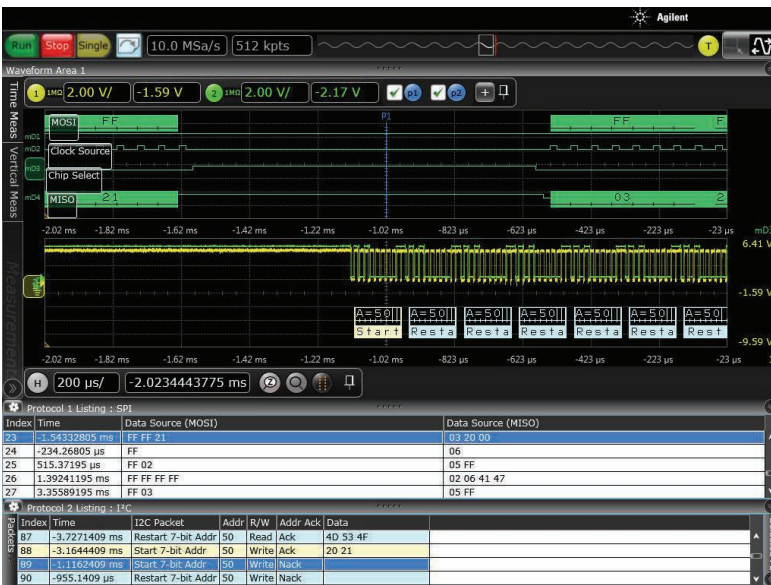 Agilent
Run Stop Single 10.0 MSa/s 512 kpts T
Waveform Area 1
Time Meas
Vertical Meas
Measurements
1 1MΩ 2.00 V/ -1.59 V 2 1MΩ 2.00 V/ -2.17 V p1 p2 +
P1
mD1 MOSI FF FF F
mD2 Clock Source
mD3 Chip Select
mD4 MISO 21 03 2
-2.02 ms -1.82 ms -1.62 ms -1.42 ms -1.22 ms -1.02 ms -823 µs -623 µs -423 µs -223 µs -23 µs mD3
6.41 V
-1.59 V
A=50 A=50 A=50 A=50 A=50 A=50 A=50
Start Resta Resta Resta Resta Resta Rest
-9.59 V
-2.02 ms -1.82 ms -1.62 ms -1.42 ms -1.22 ms -1.02 ms -823 µs -623 µs -423 µs -223 µs -23 µs
H 200 µs/ -2.0234443775 ms Z
Protocol 1 Listing : SPI
Index Time Data Source (MOSI) Data Source (MISO)
23 -1.54332805 ms FF FF 21 03 20 00
24 -234.26805 µs FF 06
25 515.37195 µs FF 02 05 FF
26 1.39241195 ms FF FF FF FF 02 06 41 47
27 3.35589195 ms FF 03 05 FF
Protocol 2 Listing : I²C
Packets
Index Time I2C Packet Addr R/W Addr Ack Data
87 -3.7271409 ms Restart 7-bit Addr 50 Read Ack 4D 53 4F
88 -3.1644409 ms Start 7-bit Addr 50 Write Ack 20 21
89 -1.1162409 ms Start 7-bit Addr 50 Write Nack
90 -955.1409 µs Restart 7-bit Addr 50 Write Nack